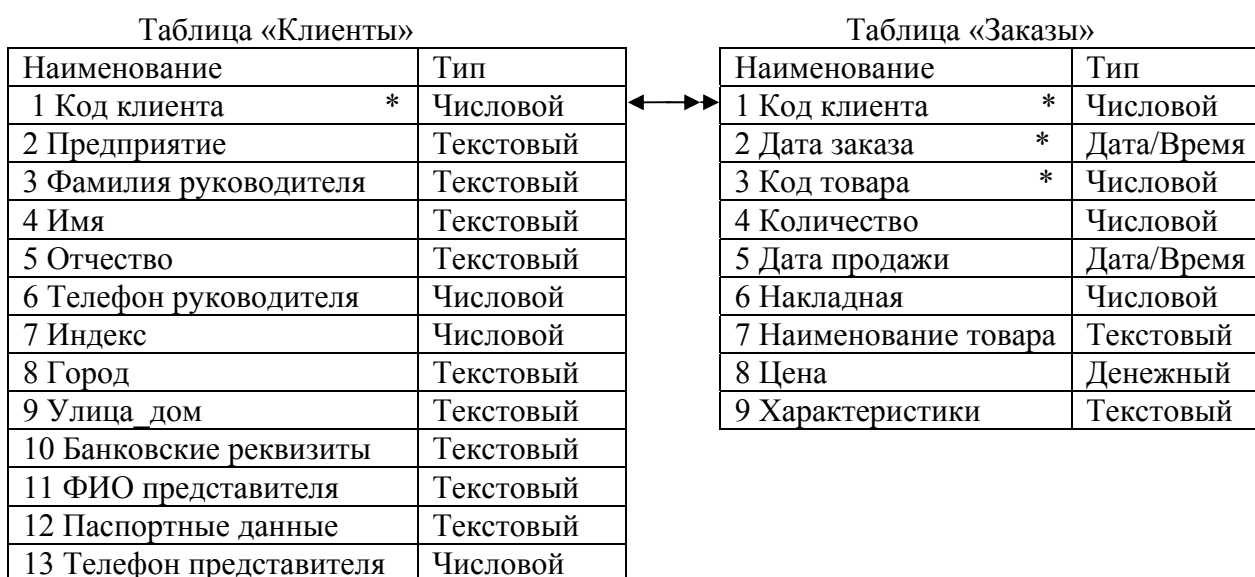 Таблица «Клиенты»
Наименование Тип
1 Код клиента * Числовой
2 Предприятие Текстовый
3 Фамилия руководителя Текстовый
4 Имя Текстовый
5 Отчество Текстовый
6 Телефон руководителя Числовой
7 Индекс Числовой
8 Город Текстовый
9 Улица_дом Текстовый
10 Банковские реквизиты Текстовый
11 ФИО представителя Текстовый
12 Паспортные данные Текстовый
13 Телефон представителя Числовой
Таблица «Заказы»
Наименование Тип
1 Код клиента * Числовой
2 Дата заказа * Дата/Время
3 Код товара * Числовой
4 Количество Числовой
5 Дата продажи Дата/Время
6 Накладная Числовой
7 Наименование товара Текстовый
8 Цена Денежный
9 Характеристики Текстовый